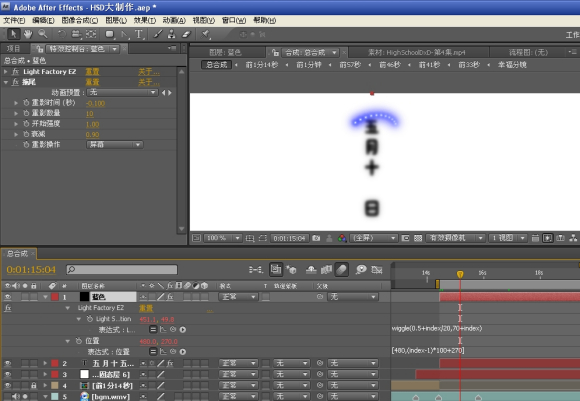 Adobe After Effects - HSD大制作.aep *
文件(F) 编辑(E) 图像合成(C) 图层(L) 效果(T) 动画(A) 视图(V) 窗口(W) 帮助(H)
工作
项目 特效控制台: 蓝色
图层: 蓝色 合成: 总合成 素材: HighSchoolDxD-第4集.mp4 流程图: (无)
总合成 • 蓝色
总合成 前1分14秒 前1分钟 前57秒 前46秒 前41秒 前33秒 幸福分镜
Light Factory EZ 重置 关于...
拖尾 重置 关于...
动画预置: 无
重影时间 (秒) -0.100
重影数量 10
开始强度 1.00
衰减 0.90
重影操作 屏幕
五
月
十
日
100% 0:01:15:04 (全屏) 有效摄像机 1 视图
总合成
0:01:15:04
图层名称 模式 T 轨道蒙板 父级
14s 16s 18s
1 蓝色 正常 无
Light Factory EZ 重置 ...
Light S...tion 451.1, 49.8
表达式: L... wiggle(0.5+index/20,70+index)
位置 480.0, 270.0
表达式: 位置 [480,(index-1)*100+270]
2 五 月 十 五... 正常 无 无
3 ...固态层 6] 正常 无 无
4 [前1分14秒] 正常 无 无
5 [bgm.wmv] 无